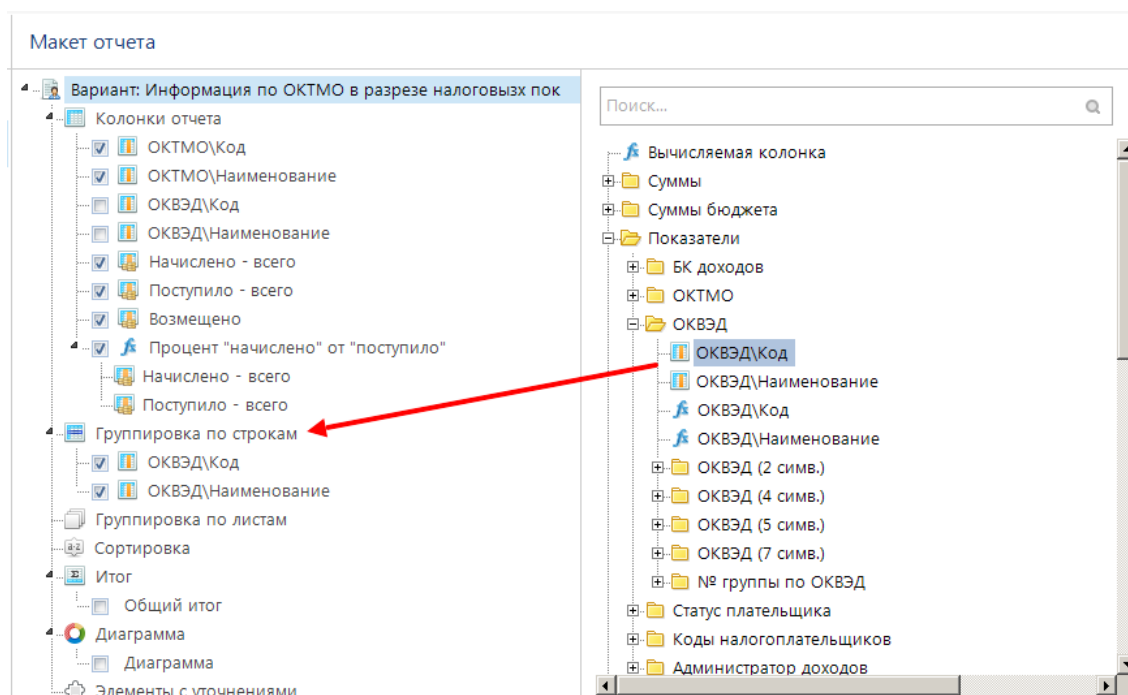 Макет отчета
Вариант: Информация по ОКТМО в разрезе налоговызх пок
Колонки отчета
ОКТМО\Код
ОКТМО\Наименование
ОКВЭД\Код
ОКВЭД\Наименование
Начислено - всего
Поступило - всего
Возмещено
Процент "начислено" от "поступило"
Начислено - всего
Поступило - всего
Группировка по строкам
ОКВЭД\Код
ОКВЭД\Наименование
Группировка по листам
Сортировка
Итог
Общий итог
Диаграмма
Диаграмма
Элементы с уточнениями
Поиск...
Вычисляемая колонка
Суммы
Суммы бюджета
Показатели
БК доходов
ОКТМО
ОКВЭД
ОКВЭД\Код
ОКВЭД\Наименование
ОКВЭД\Код
ОКВЭД\Наименование
ОКВЭД (2 симв.)
ОКВЭД (4 симв.)
ОКВЭД (5 симв.)
ОКВЭД (7 симв.)
№ группы по ОКВЭД
Статус плательщика
Коды налогоплательщиков
Администратор доходов